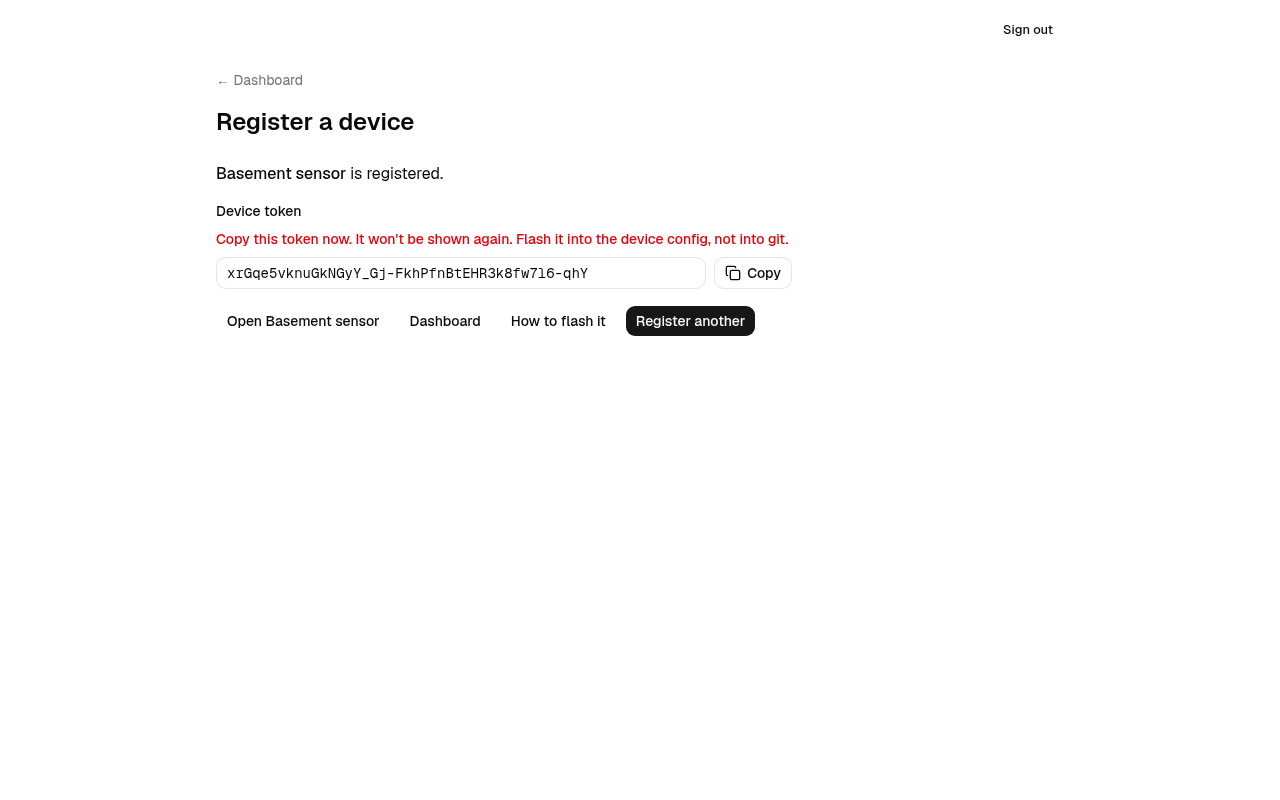 Sign out
← Dashboard
Register a device
Basement sensor is registered.
Device token
Copy this token now. It won't be shown again. Flash it into the device config, not into git.
xrGqe5vknuGkNGyY_Gj-FkhPfnBtEHR3k8fw7l6-qhY
Copy
Open Basement sensor
Dashboard
How to flash it
Register another